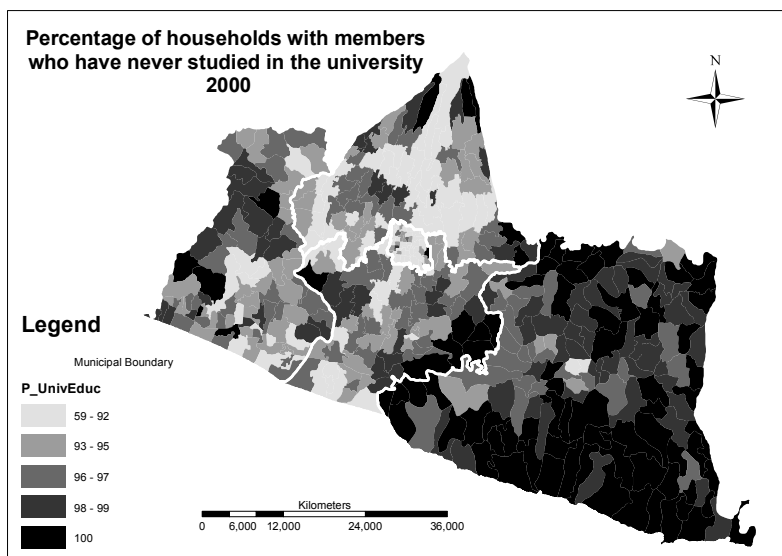 Percentage of households with members
who have never studied in the university
2000
N
Legend
Municipal Boundary
P_UnivEduc
59 - 92
93 - 95
96 - 97
98 - 99
100
Kilometers
0 6,000 12,000 24,000 36,000